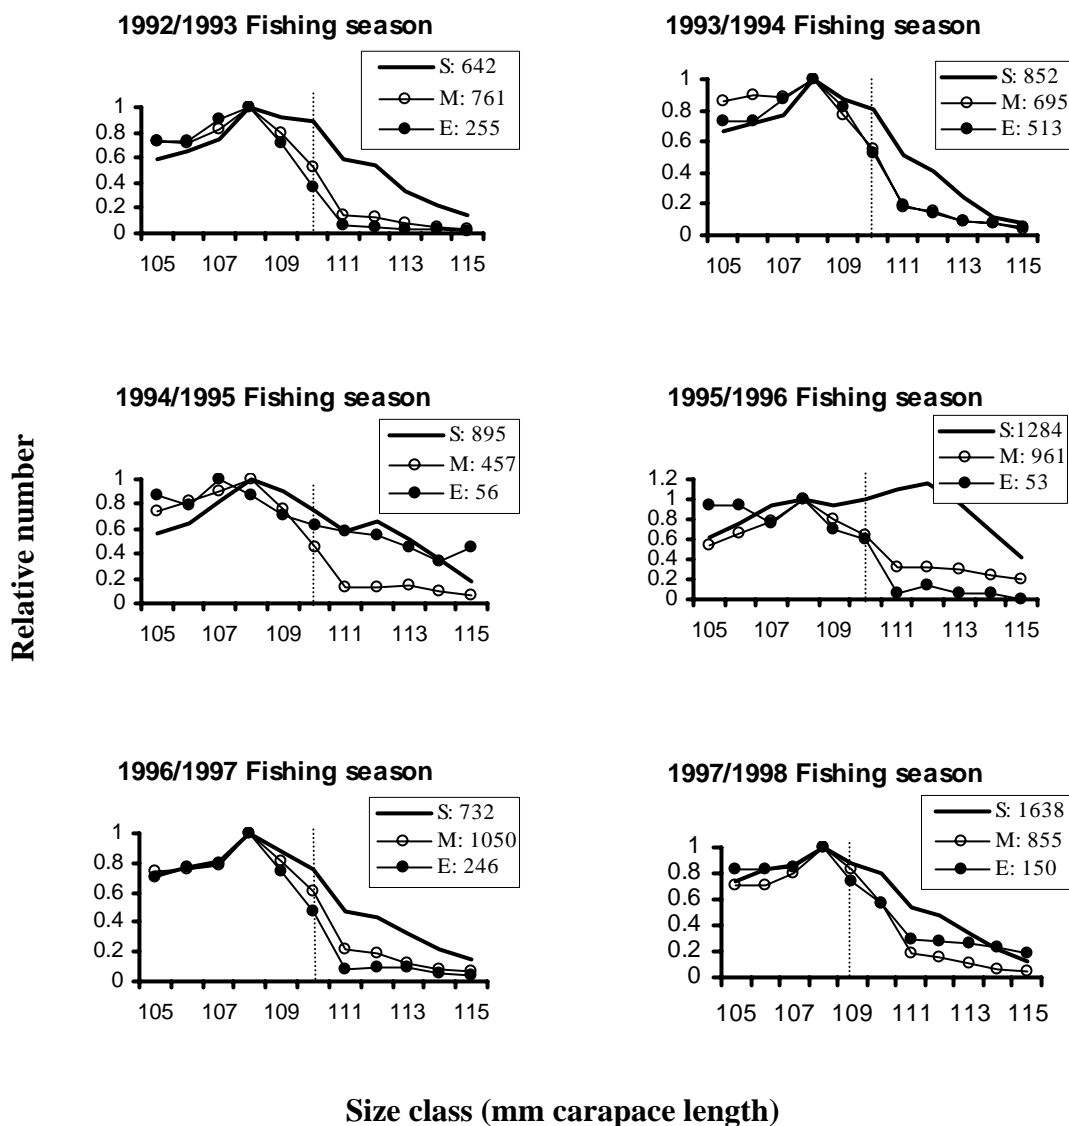 1992/1993 Fishing season
S: 642
M: 761
E: 255
1
0.8
0.6
0.4
0.2
0
105 107 109 111 113 115
1993/1994 Fishing season
S: 852
M: 695
E: 513
1
0.8
0.6
0.4
0.2
0
105 107 109 111 113 115
1994/1995 Fishing season
S: 895
M: 457
E: 56
1
0.8
0.6
0.4
0.2
0
105 107 109 111 113 115
1995/1996 Fishing season
S:1284
M: 961
E: 53
1.2
1
0.8
0.6
0.4
0.2
0
105 107 109 111 113 115
Relative number
1996/1997 Fishing season
S: 732
M: 1050
E: 246
1
0.8
0.6
0.4
0.2
0
105 107 109 111 113 115
1997/1998 Fishing season
S: 1638
M: 855
E: 150
1
0.8
0.6
0.4
0.2
0
105 107 109 111 113 115
Size class (mm carapace length)